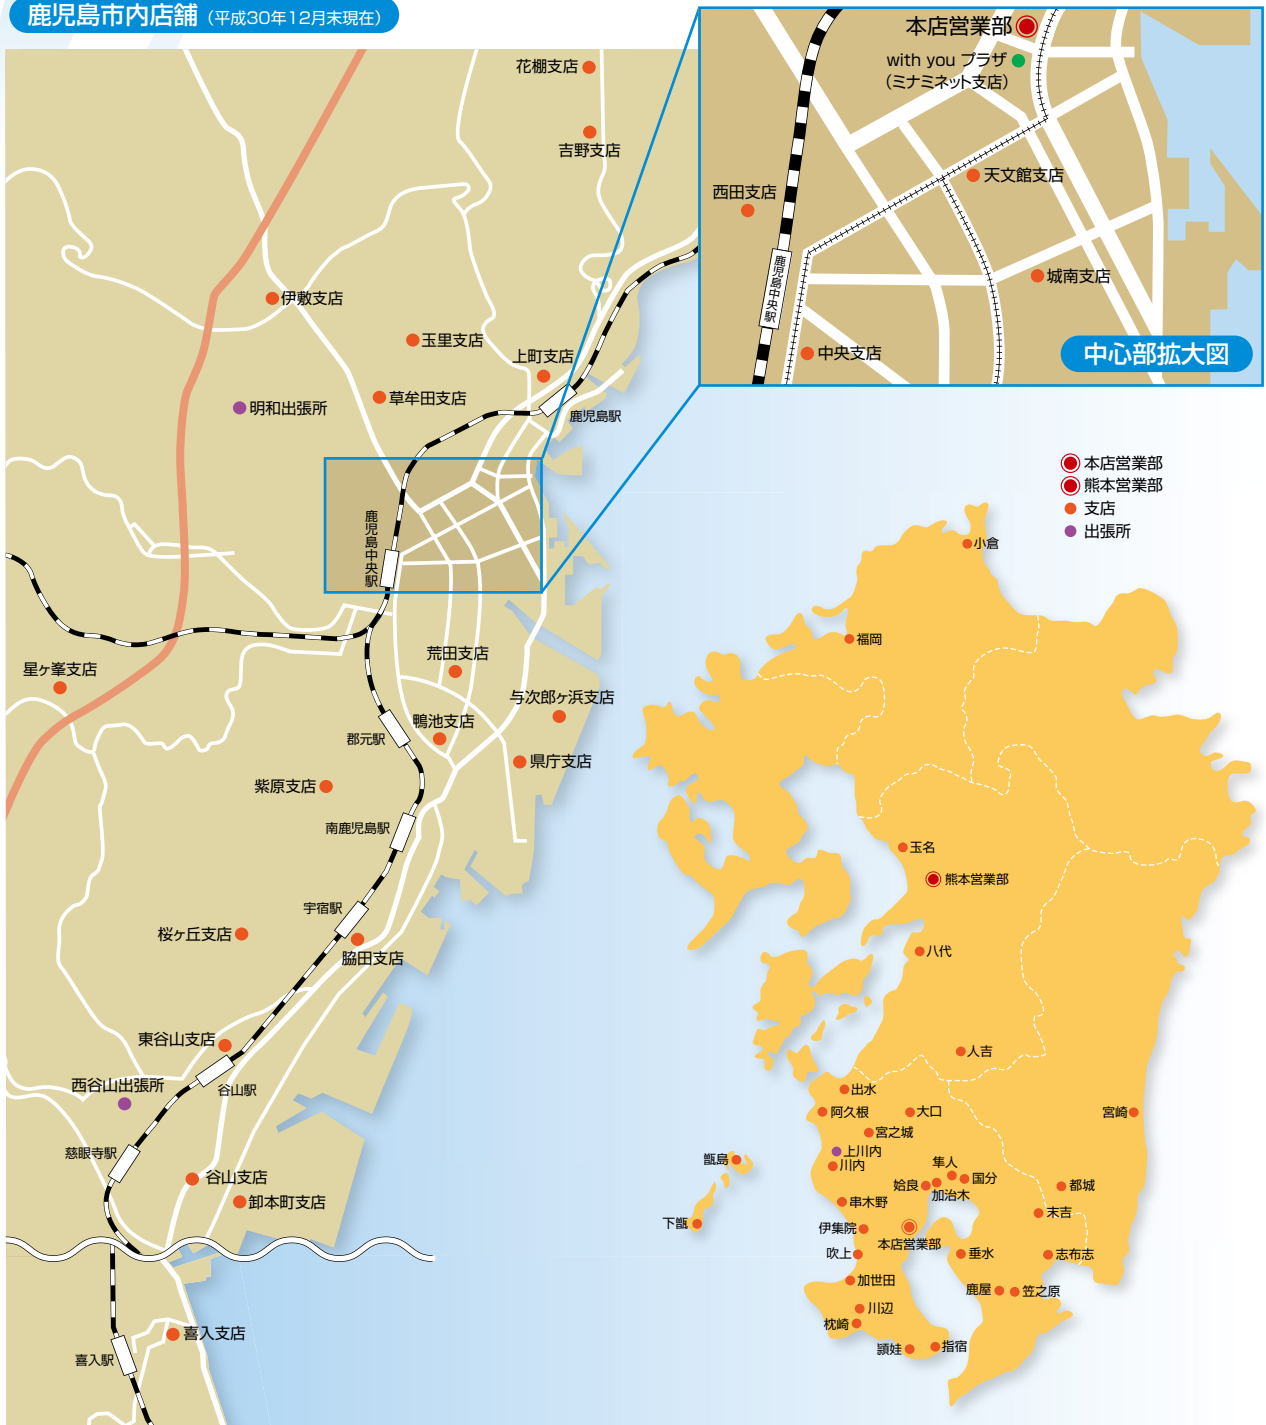 鹿児島市内店舗（平成30年12月末現在）
花棚支店
吉野支店
伊敷支店
玉里支店
上町支店
草牟田支店
明和出張所
鹿児島駅
鹿児島中央駅
荒田支店
星ヶ峯支店
与次郎ヶ浜支店
鴨池支店
郡元駅
県庁支店
紫原支店
南鹿児島駅
宇宿駅
桜ヶ丘支店
脇田支店
東谷山支店
谷山駅
西谷山出張所
慈眼寺駅
谷山支店
卸本町支店
喜入支店
喜入駅
本店営業部
with you プラザ
（ミナミネット支店）
天文館支店
西田支店
鹿児島中央駅
城南支店
中央支店
中心部拡大図
本店営業部
熊本営業部
支店
出張所
小倉
福岡
玉名
熊本営業部
八代
人吉
出水
阿久根
大口
宮崎
宮之城
上川内
川内
甑島
隼人
国分
姶良
加治木
都城
串木野
末吉
下甑
伊集院
本店営業部
吹上
垂水
志布志
加世田
鹿屋
笠之原
川辺
枕崎
頴娃
指宿